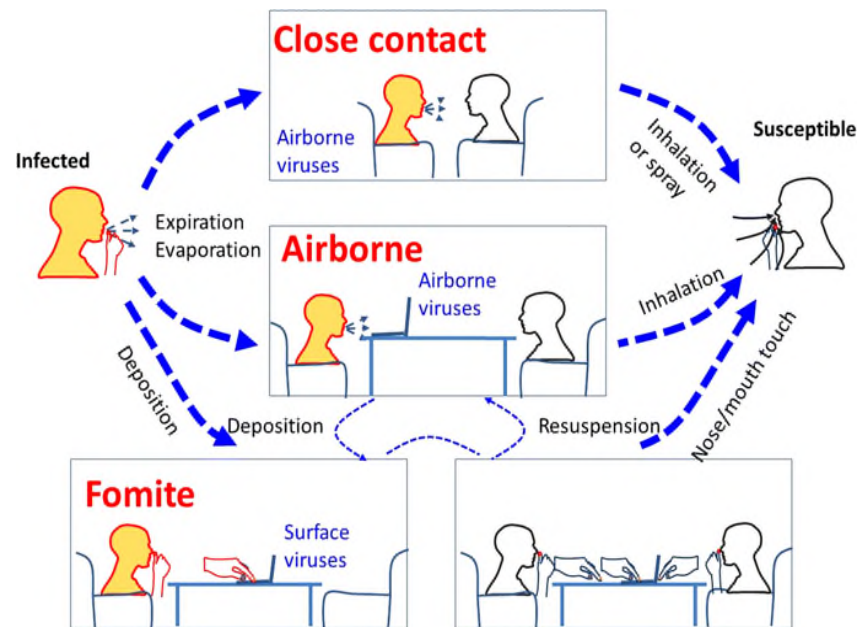 Close contact
Airborne
viruses
Infected
Susceptible
Expiration
Evaporation
Inhalation
or spray
Airborne
Airborne
viruses
Inhalation
Deposition
Deposition
Resuspension
Nose/mouth touch
Fomite
Surface
viruses